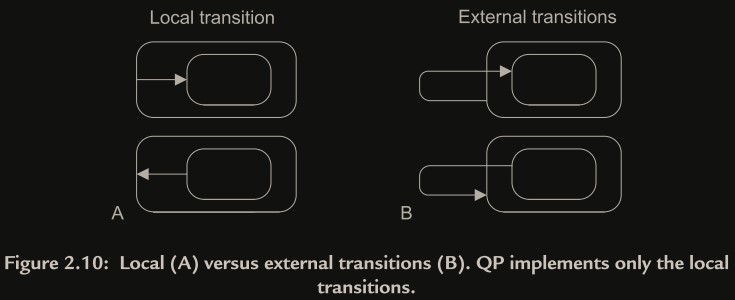 Local transition
External transitions
A
B
Figure 2.10: Local (A) versus external transitions (B). QP implements only the local
transitions.